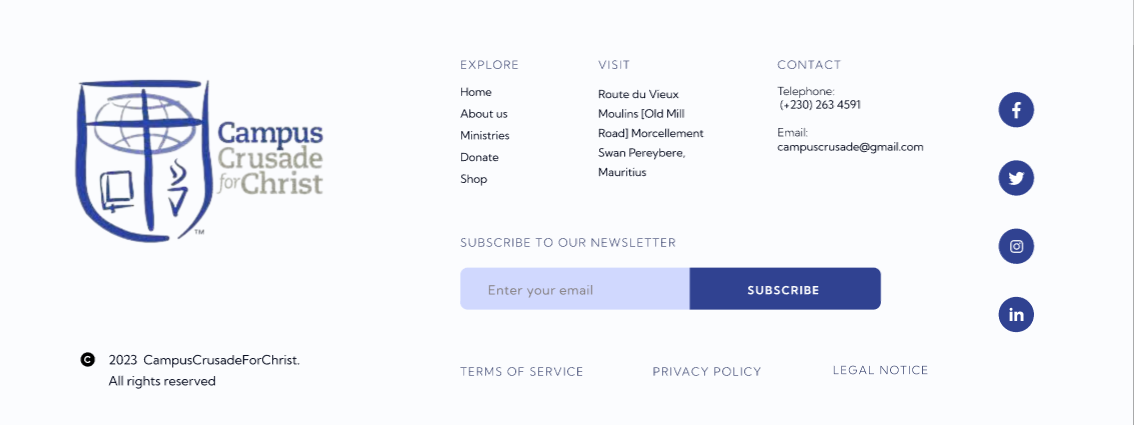 Campus
Crusade
for Christ
TM
EXPLORE
Home
About us
Ministries
Donate
Shop
VISIT
Route du Vieux
Moulins [Old Mill
Road] Morcellement
Swan Pereybere,
Mauritius
CONTACT
Telephone:
(+230) 263 4591
Email:
campuscrusade@gmail.com
SUBSCRIBE TO OUR NEWSLETTER
Enter your email
SUBSCRIBE
C 2023 CampusCrusadeForChrist.
All rights reserved
TERMS OF SERVICE
PRIVACY POLICY
LEGAL NOTICE
f
in